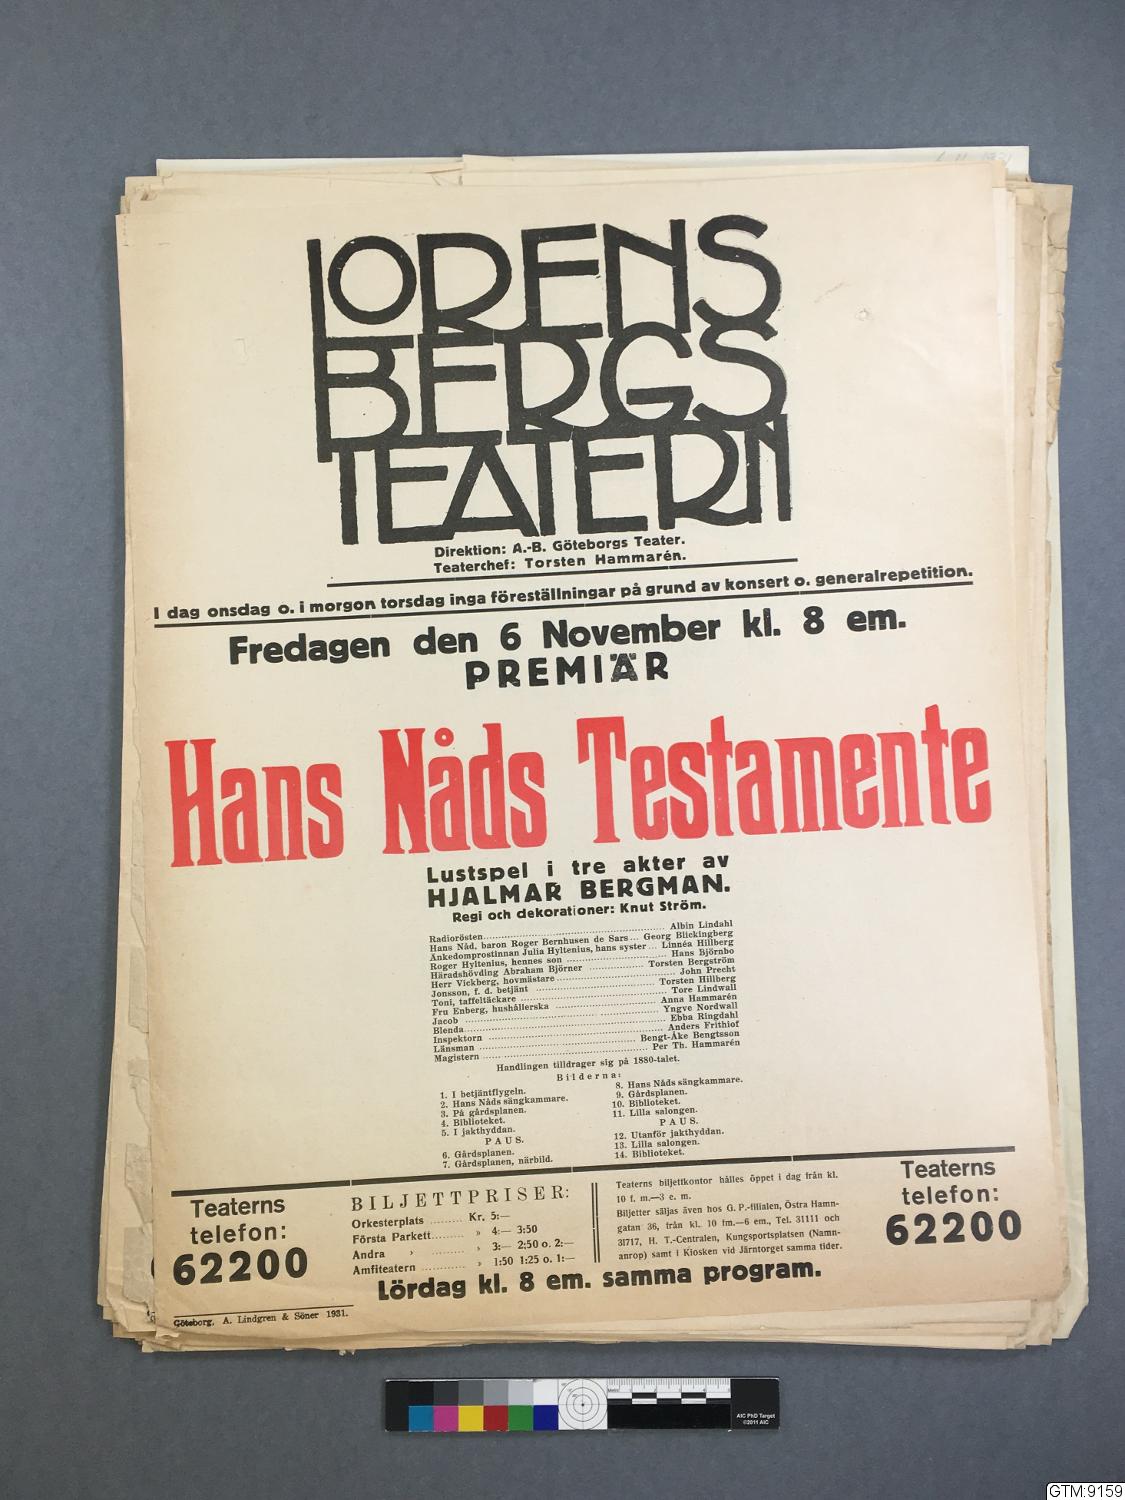 LORENS
BERGS
TEATERN
Direktion: A.-B. Göteborgs Teater.
Teaterchef: Torsten Hammarén.
I dag onsdag o. i morgon torsdag inga föreställningar på grund av konsert o. generalrepetition.
Fredagen den 6 November kl. 8 em.
PREMIÄR
Hans Nåds Testamente
Lustspel i tre akter av
HJALMAR BERGMAN.
Regi och dekorationer: Knut Ström.
Radiorösten ... Albin Lindahl
Hans Nåd, baron Roger Bernhusen de Sars ... Georg Blickingberg
Änkedomprostinnan Julia Hyltenius, hans syster ... Linnéa Hillberg
Roger Hyltenius, hennes son ... Hans Björnbo
Häradshövding Abraham Björner ... Torsten Bergström
Herr Vickberg, hovmästare ... John Precht
Jonsson, f. d. betjänt ... Torsten Hillberg
Toni, taffeltäckare ... Tore Lindwall
Fru Enberg, hushållerska ... Anna Hammarén
Jacob ... Yngve Nordwall
Blenda ... Ebba Ringdahl
Inspektorn ... Anders Frithiof
Länsman ... Bengt-Åke Bengtsson
Magistern ... Per Th. Hammarén
Handlingen tilldrager sig på 1880-talet.
Bilderna:
1. I betjäntflygeln.
2. Hans Nåds sängkammare.
3. På gårdsplanen.
4. Biblioteket.
5. I jakthyddan.
PAUS.
6. Gårdsplanen.
7. Gårdsplanen, närbild.
8. Hans Nåds sängkammare.
9. Gårdsplanen.
10. Biblioteket.
11. Lilla salongen.
PAUS.
12. Utanför jakthyddan.
13. Lilla salongen.
14. Biblioteket.
Teaterns
telefon:
62200
BILJETTPRISER:
Orkesterplats ... Kr. 5:—
Första Parkett ... » 4:— 3:50
Andra » ... » 3:— 2:50 o. 2:—
Amfiteatern ... » 1:50 1:25 o. 1:—
Teaterns biljettkontor hålles öppet i dag från kl.
10 f. m.—3 e. m.
Biljetter säljas även hos G. P.-filialen, Östra Hamn-
gatan 36, från kl. 10 fm.—6 em., Tel. 31111 och
31717, H. T.-Centralen, Kungsportsplatsen (Namn-
anrop) samt i Kiosken vid Järntorget samma tider.
Teaterns
telefon:
62200
Lördag kl. 8 em. samma program.
Göteborg, A. Lindgren & Söner 1931.
AIC PhD Target
©2011 AIC
GTM:9159